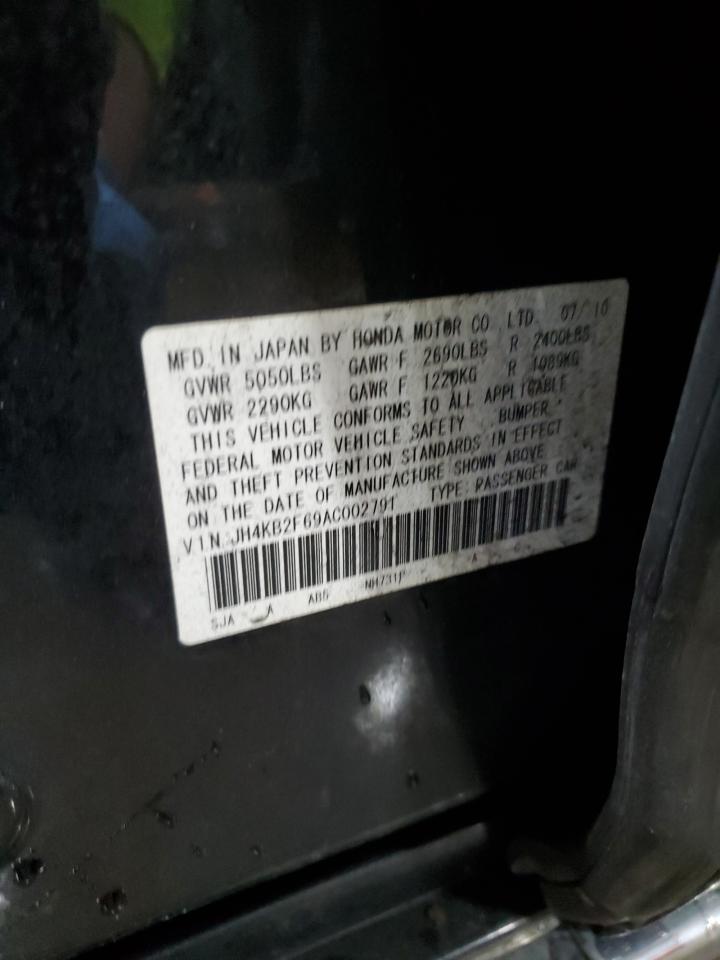 MFD. IN JAPAN BY HONDA MOTOR CO. LTD. 07/10
GVWR 5050LBS GAWR F 2690LBS R 2400LBS
GVWR 2290KG GAWR F 1220KG R 1089KG
THIS VEHICLE CONFORMS TO ALL APPLICABLE
FEDERAL MOTOR VEHICLE SAFETY BUMPER,
AND THEFT PREVENTION STANDARDS IN EFFECT
ON THE DATE OF MANUFACTURE SHOWN ABOVE
VIN:JH4KB2F69AC002791 TYPE: PASSENGER CAR
SJA A AB6 NH731P A C